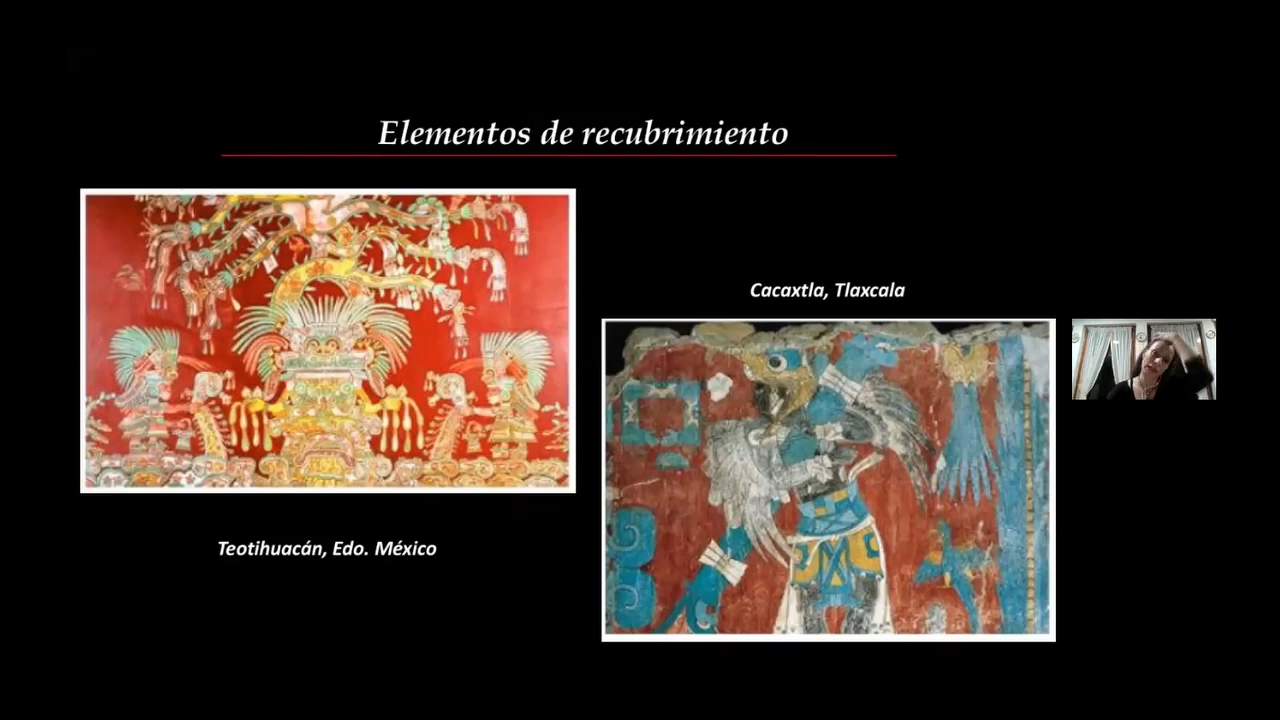 Elementos de recubrimiento
Cacaxtla, Tlaxcala
Teotihuacán, Edo. México